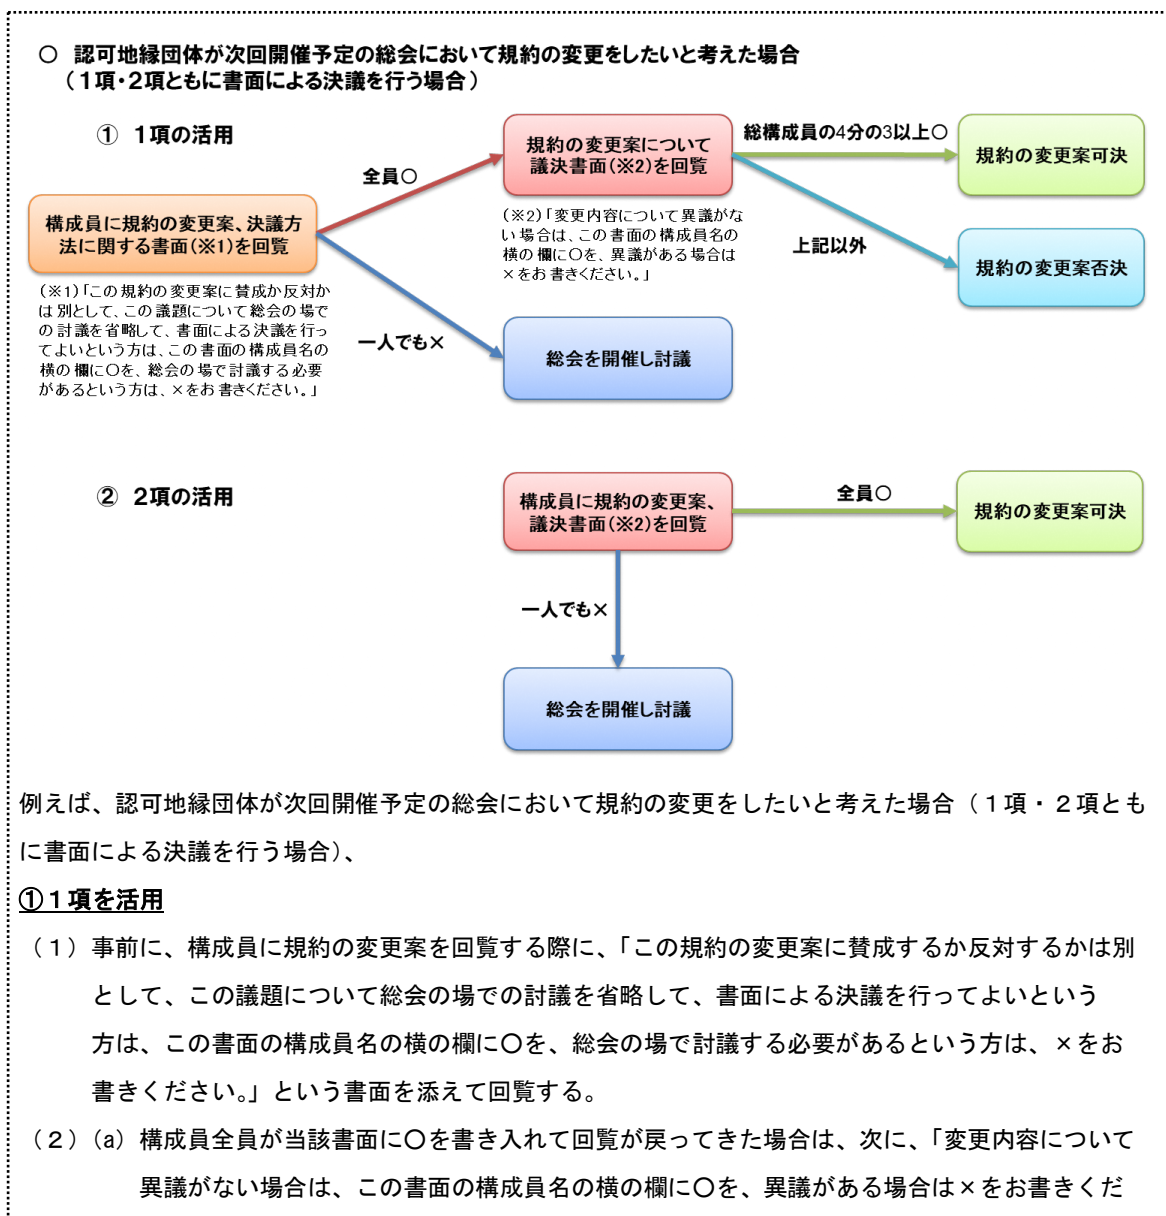 ○ 認可地縁団体が次回開催予定の総会において規約の変更をしたいと考えた場合
（１項・２項ともに書面による決議を行う場合）
① １項の活用
構成員に規約の変更案、決議方
法に関する書面(※1)を回覧
(※1)「この規約の変更案に賛成か反対か
は別として、この議題について総会の場で
の討議を省略して、書面による決議を行っ
てよいという方は、この書面の構成員名の
横の欄に○を、総会の場で討議する必要
があるという方は、×をお書きください。」
全員○
一人でも×
規約の変更案について
議決書面(※2)を回覧
(※2)「変更内容について異議がな
い場合は、この書面の構成員名の
横の欄に○を、異議がある場合は
×をお書きください。」
総会を開催し討議
総構成員の4分の3以上○
上記以外
規約の変更案可決
規約の変更案否決
② ２項の活用
構成員に規約の変更案、
議決書面(※2)を回覧
全員○
規約の変更案可決
一人でも×
総会を開催し討議
例えば、認可地縁団体が次回開催予定の総会において規約の変更をしたいと考えた場合（１項・２項とも
に書面による決議を行う場合）、
①１項を活用
（１）事前に、構成員に規約の変更案を回覧する際に、「この規約の変更案に賛成するか反対するかは別
として、この議題について総会の場での討議を省略して、書面による決議を行ってよいという
方は、この書面の構成員名の横の欄に○を、総会の場で討議する必要があるという方は、×をお
書きください。」という書面を添えて回覧する。
（２）(a) 構成員全員が当該書面に○を書き入れて回覧が戻ってきた場合は、次に、「変更内容について
異議がない場合は、この書面の構成員名の横の欄に○を、異議がある場合は×をお書きくだ